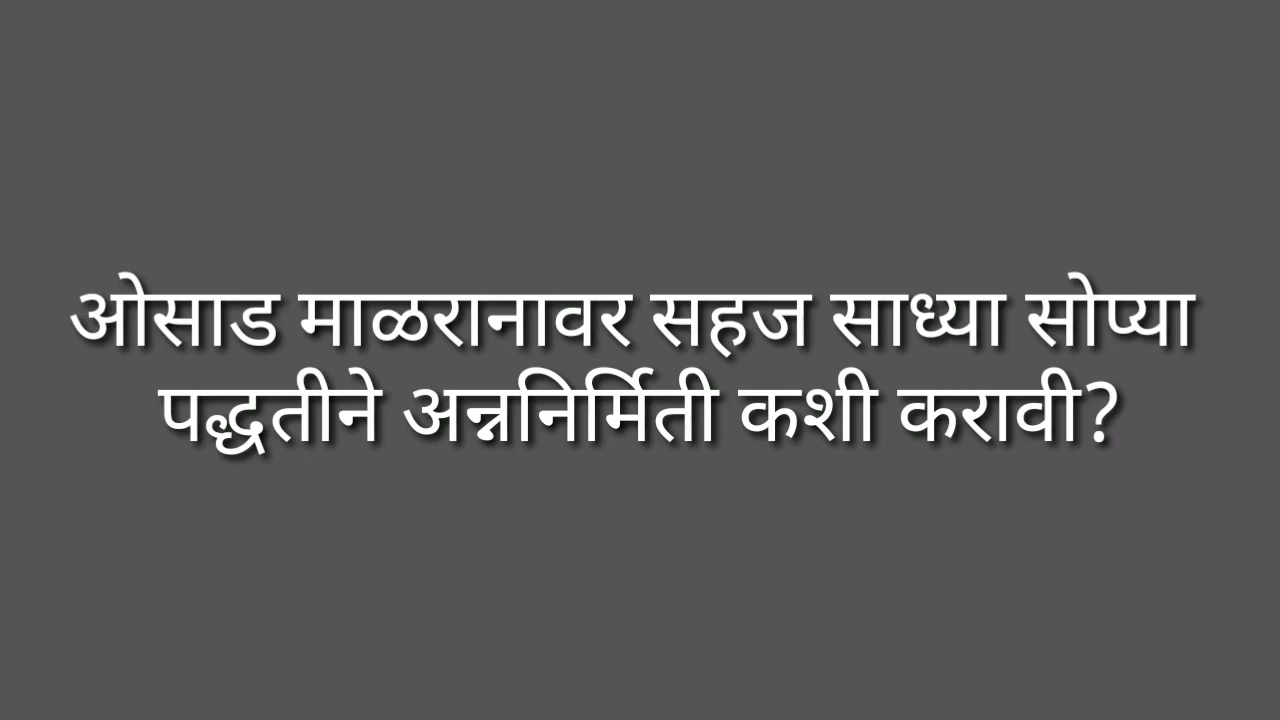 ओसाड माळरानावर सहज साध्या सोप्या
पद्धतीने अन्ननिर्मिती कशी करावी?